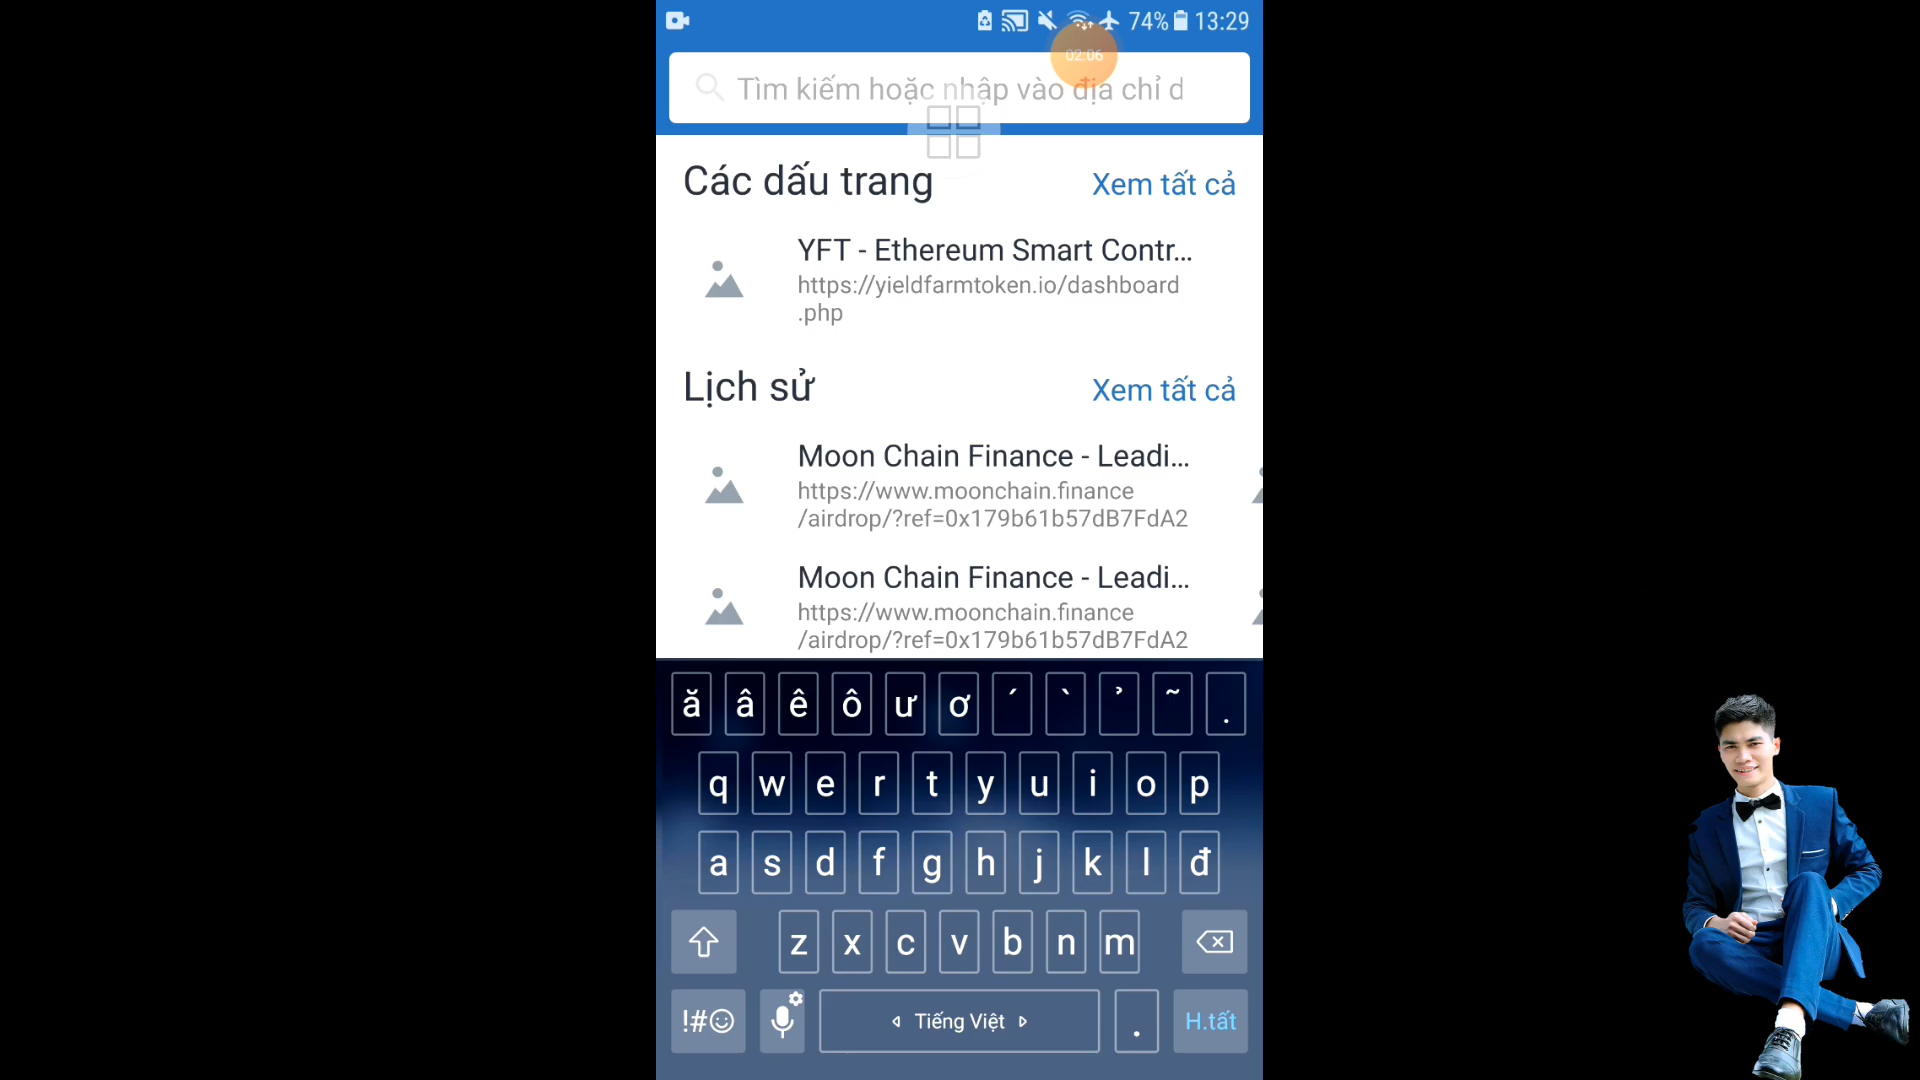 74% 13:29
02:06
Tìm kiếm hoặc nhập vào địa chỉ d
Các dấu trang Xem tất cả
YFT - Ethereum Smart Contr...
https://yieldfarmtoken.io/dashboard
.php
Lịch sử Xem tất cả
Moon Chain Finance - Leadi...
https://www.moonchain.finance
/airdrop/?ref=0x179b61b57dB7FdA2
Moon Chain Finance - Leadi...
https://www.moonchain.finance
/airdrop/?ref=0x179b61b57dB7FdA2
ă â ê ô ư ơ ´ ` ̉ ~ .
q w e r t y u i o p
a s d f g h j k l đ
z x c v b n m
!#☺ Tiếng Việt . H.tất